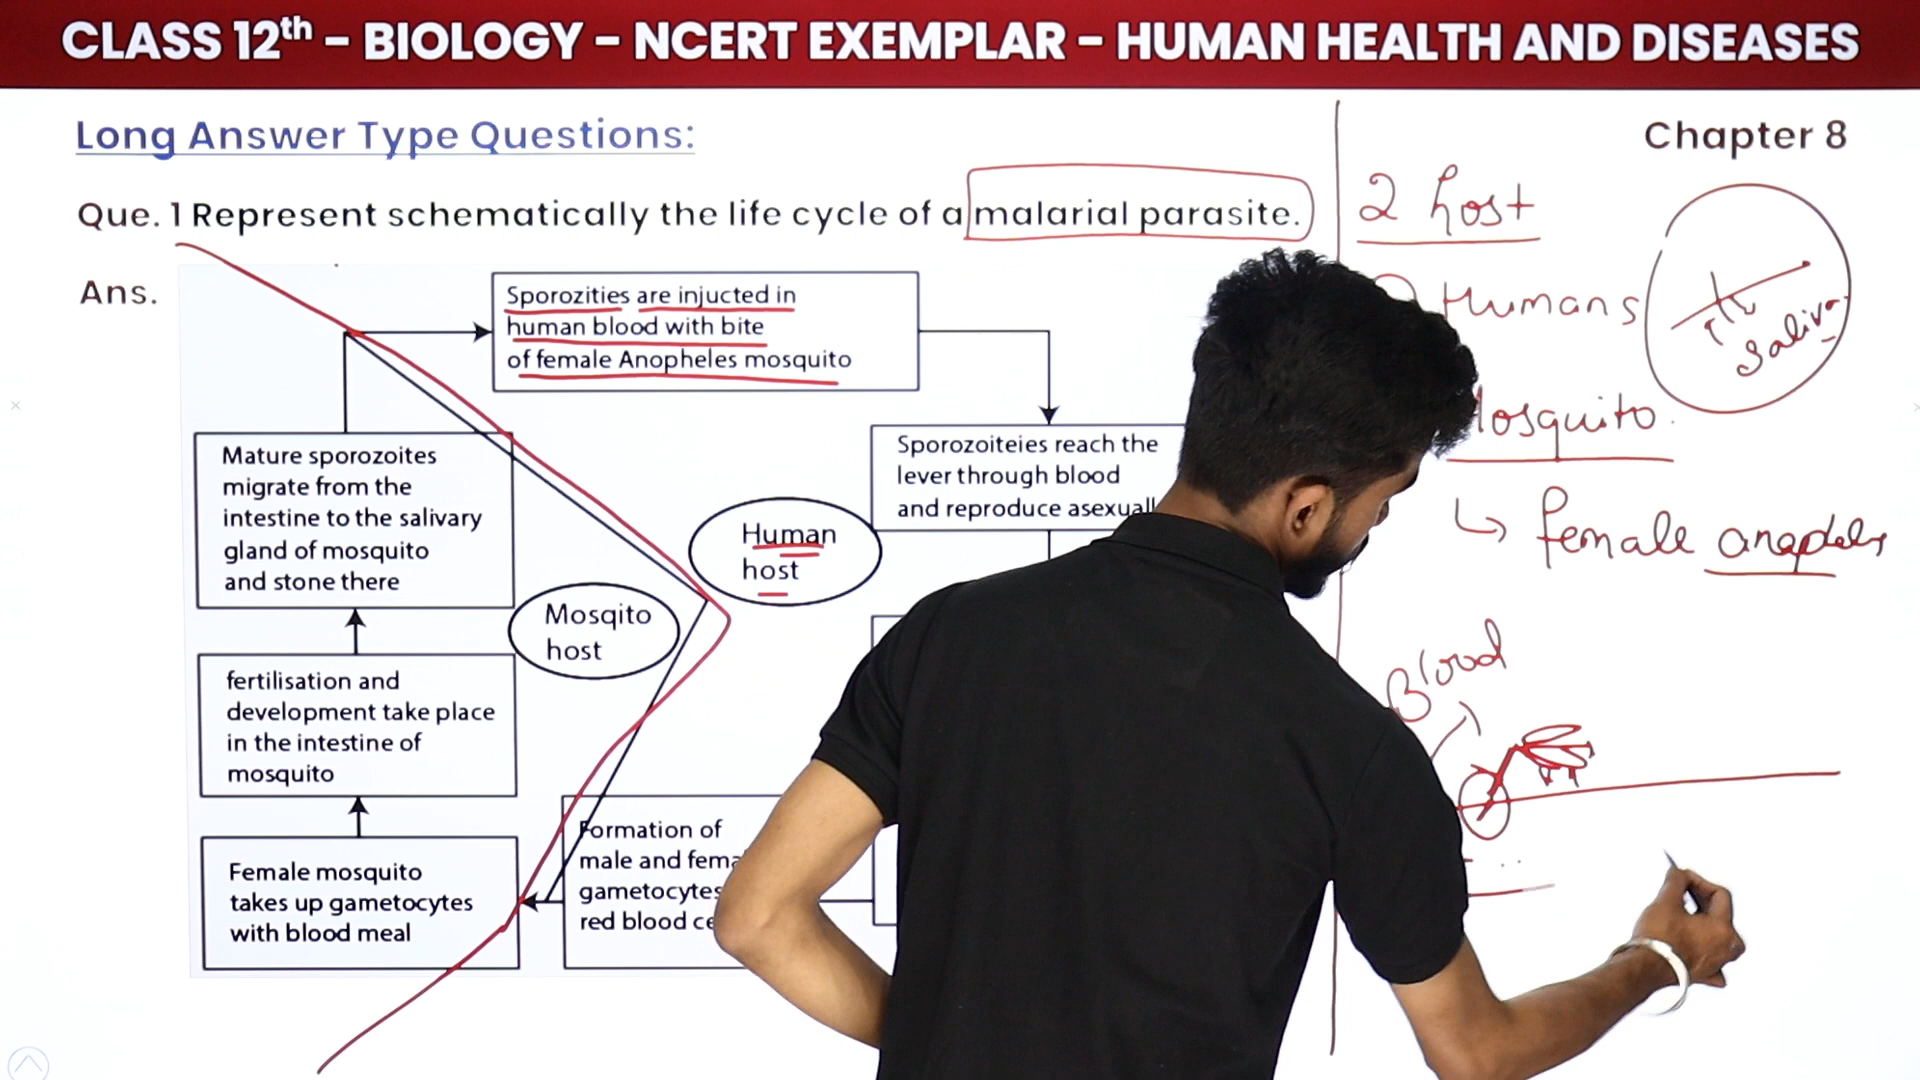 CLASS 12th - BIOLOGY - NCERT EXEMPLAR - HUMAN HEALTH AND DISEASES
Long Answer Type Questions:
Chapter 8
Que. 1 Represent schematically the life cycle of a malarial parasite.
Ans.
Sporozities are injucted in
human blood with bite
of female Anopheles mosquito
Sporozoiteies reach the
lever through blood
and reproduce asexuall
Human
host
Mosqito
host
Mature sporozoites
migrate from the
intestine to the salivary
gland of mosquito
and stone there
fertilisation and
development take place
in the intestine of
mosquito
Female mosquito
takes up gametocytes
with blood meal
Formation of
male and fema
gametocytes
red blood ce
2 host
Humans
Saliva
Mosquito
female
Blood